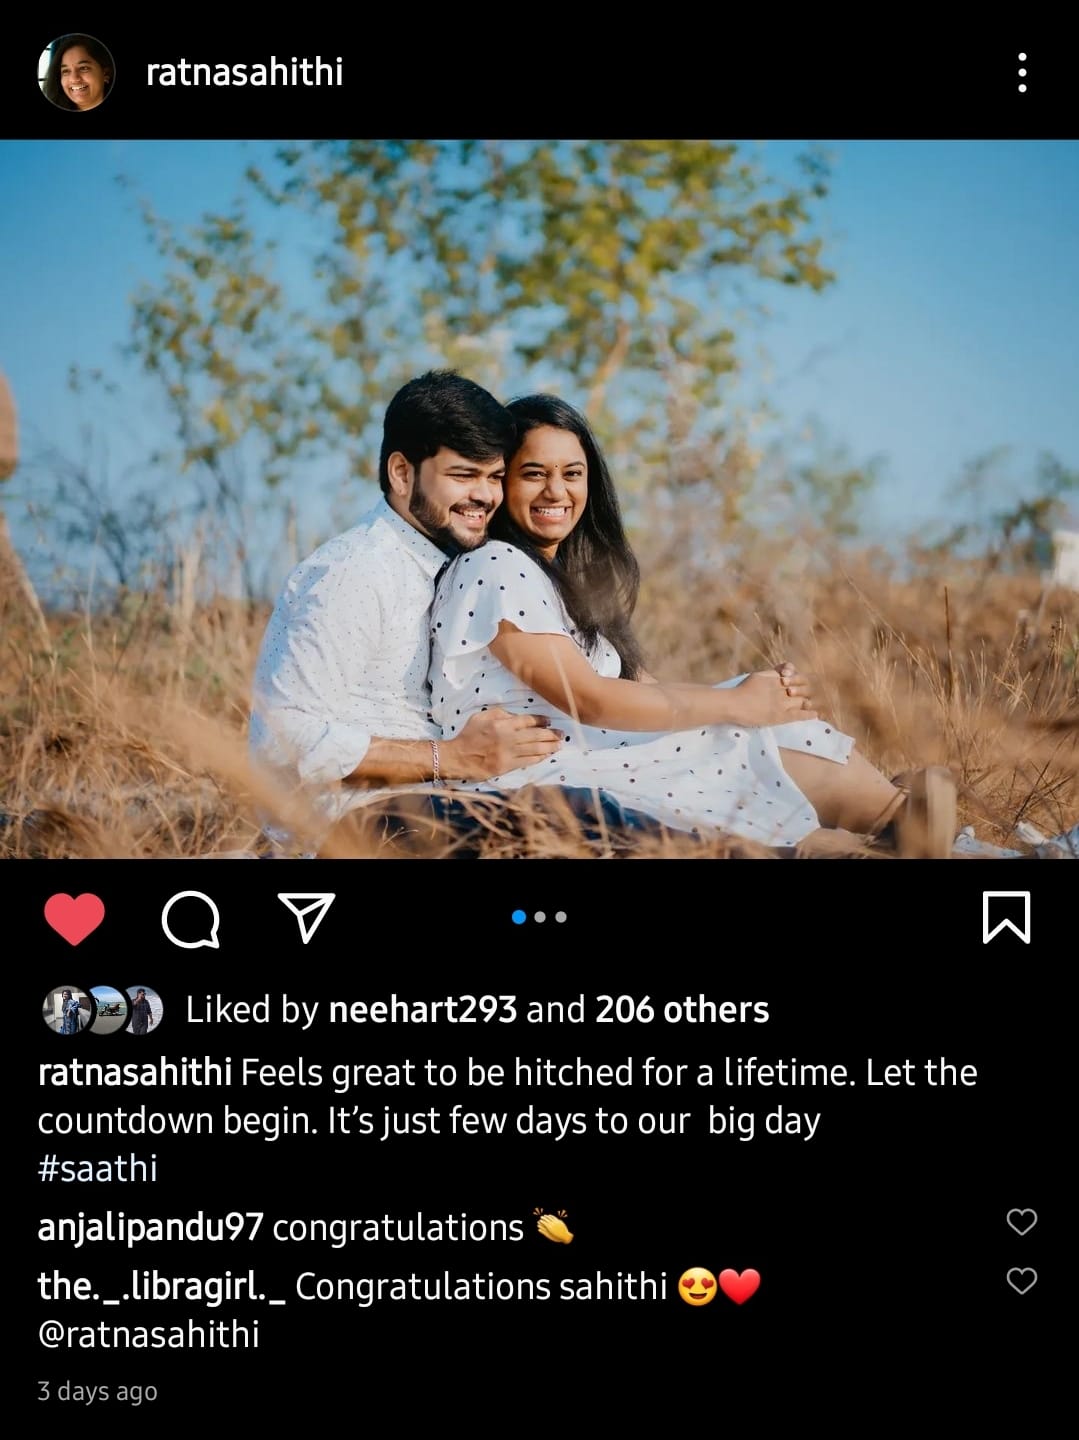 ratnasahithi
Liked by neehart293 and 206 others
ratnasahithi Feels great to be hitched for a lifetime. Let the
countdown begin. It’s just few days to our  big day
#saathi
anjalipandu97 congratulations 👏
the._.libragirl._ Congratulations sahithi 😍❤️
@ratnasahithi
3 days ago